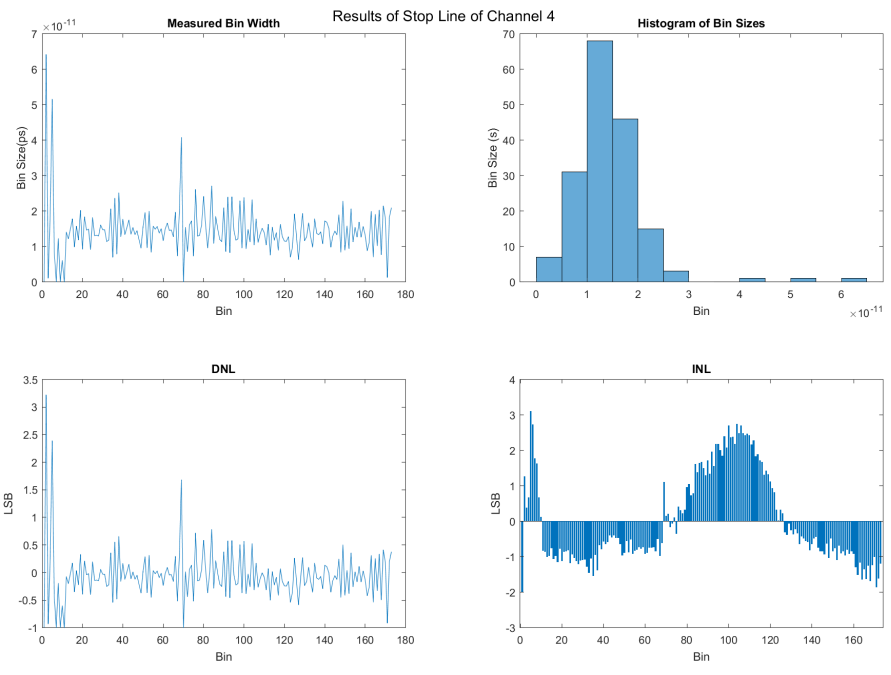 Results of Stop Line of Channel 4
Measured Bin Width
×10-11
7
6
5
4
3
2
1
0
Bin Size(ps)
0 20 40 60 80 100 120 140 160 180
Bin
Histogram of Bin Sizes
70
60
50
40
30
20
10
0
Bin Size (s)
0 1 2 3 4 5 6
Bin
×10-11
DNL
3.5
3
2.5
2
1.5
1
0.5
0
-0.5
-1
LSB
0 20 40 60 80 100 120 140 160 180
Bin
INL
4
3
2
1
0
-1
-2
-3
LSB
0 20 40 60 80 100 120 140 160
Bin